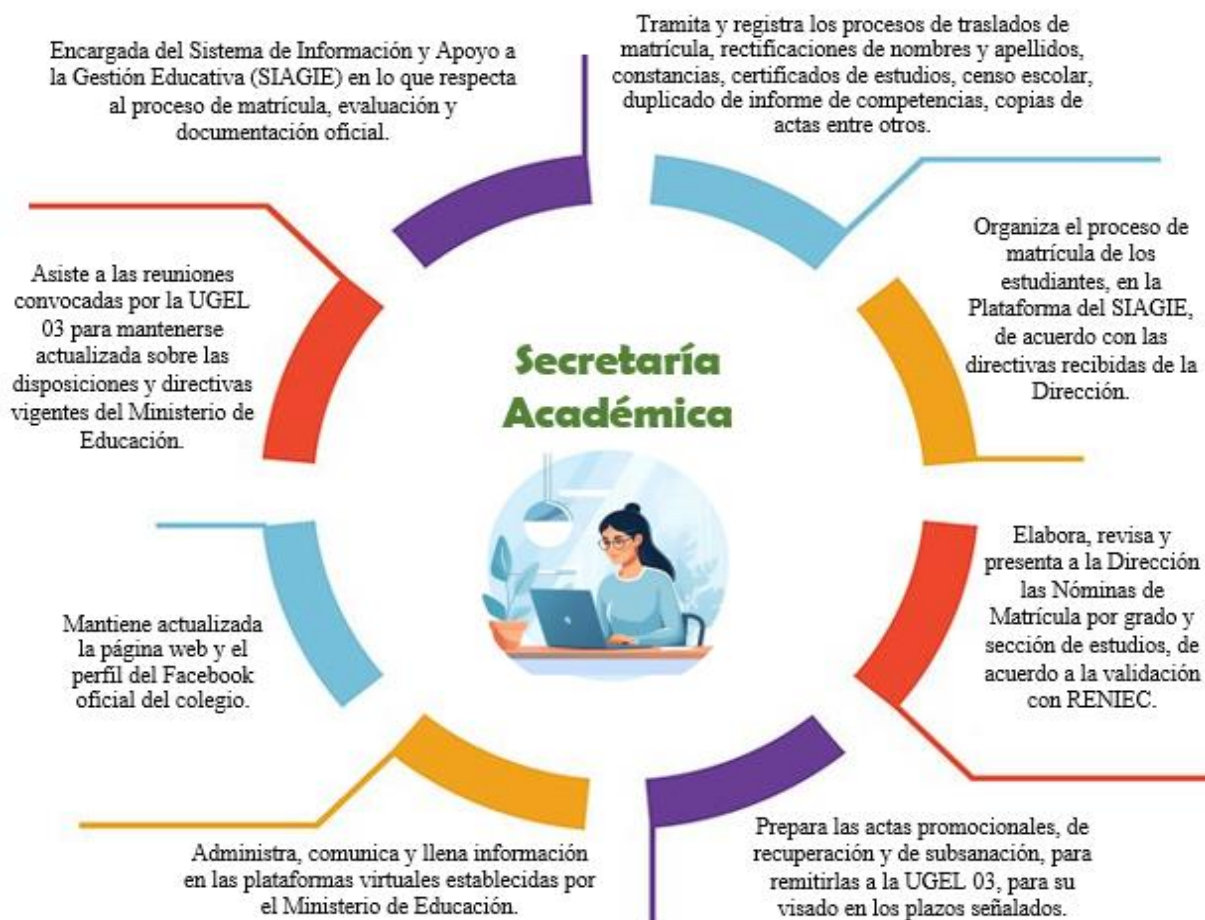 Encargada del Sistema de Información y Apoyo a
la Gestión Educativa (SIAGIE) en lo que respecta
al proceso de matrícula, evaluación y
documentación oficial.
Tramita y registra los procesos de traslados de
matrícula, rectificaciones de nombres y apellidos,
constancias, certificados de estudios, censo escolar,
duplicado de informe de competencias, copias de
actas entre otros.
Organiza el proceso de
matrícula de los
estudiantes, en la
Plataforma del SIAGIE,
de acuerdo con las
directivas recibidas de la
Dirección.
Elabora, revisa y
presenta a la Dirección
las Nóminas de
Matrícula por grado y
sección de estudios, de
acuerdo a la validación
con RENIEC.
Prepara las actas promocionales, de
recuperación y de subsanación, para
remitirlas a la UGEL 03, para su
visado en los plazos señalados.
Administra, comunica y llena información
en las plataformas virtuales establecidas por
el Ministerio de Educación.
Mantiene actualizada
la página web y el
perfil del Facebook
oficial del colegio.
Asiste a las reuniones
convocadas por la UGEL
03 para mantenerse
actualizada sobre las
disposiciones y directivas
vigentes del Ministerio de
Educación.
Secretaría
Académica